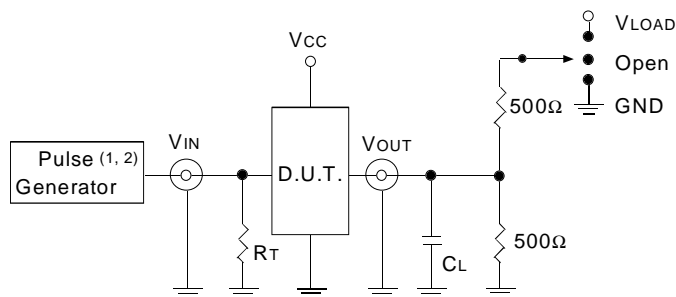 VLOAD
VCC
Open
500Ω
GND
VIN
VOUT
Pulse (1, 2)
Generator
D.U.T.
RT
CL
500Ω